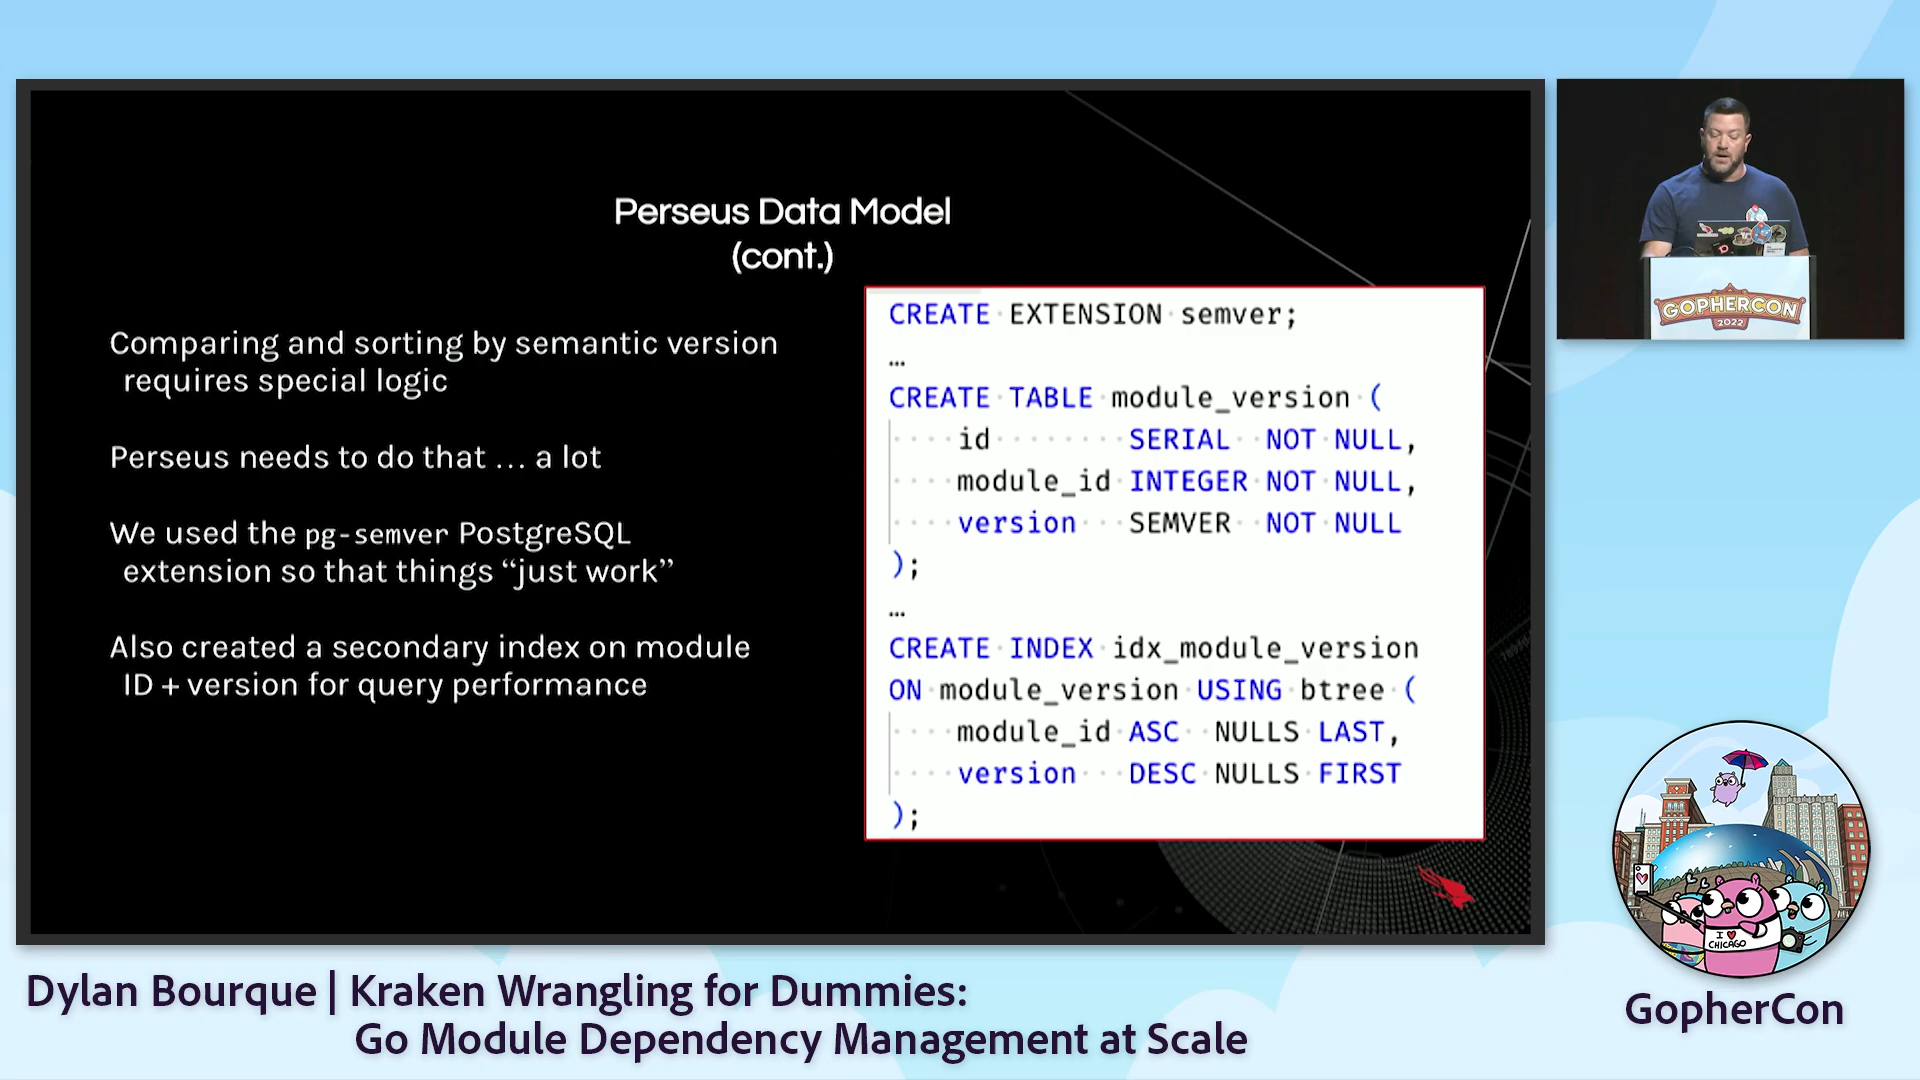 Perseus Data Model
(cont.)
Comparing and sorting by semantic version
requires special logic
Perseus needs to do that … a lot
We used the pg-semver PostgreSQL
extension so that things “just work”
Also created a secondary index on module
ID + version for query performance
CREATE EXTENSION semver;
…
CREATE TABLE module_version (
id SERIAL NOT NULL,
module_id INTEGER NOT NULL,
version SEMVER NOT NULL
);
…
CREATE INDEX idx_module_version
ON module_version USING btree (
module_id ASC NULLS LAST,
version DESC NULLS FIRST
);
GOPHERCON
2022
I ♥
CHICAGO
GopherCon
Dylan Bourque | Kraken Wrangling for Dummies:
Go Module Dependency Management at Scale